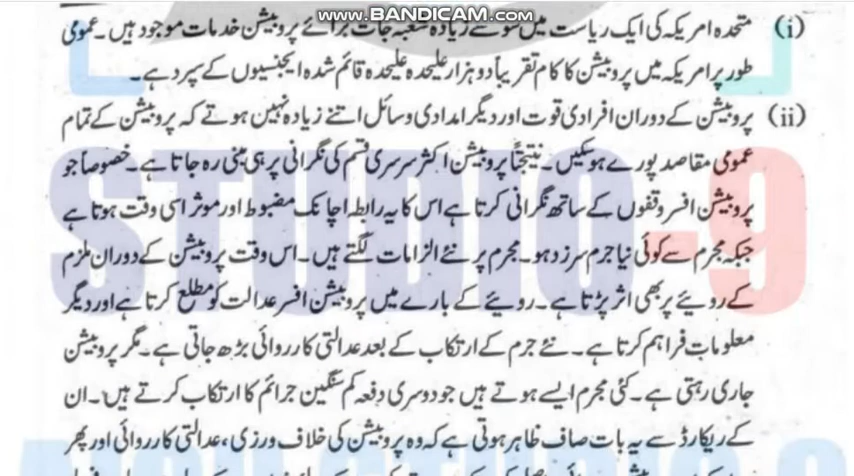 www.BANDICAM.com
(i) متحدہ امریکہ کی ایک ریاست میں سو سے زیادہ شعبہ جات برائے پروبیشن خدمات موجود ہیں۔ عمومی
طور پر امریکہ میں پروبیشن کا کام تقریباً دو ہزار علیحدہ علیحدہ قائم شدہ ایجنسیوں کے سپرد ہے۔
(ii) پروبیشن کے دوران افرادی قوت اور دیگر امدادی وسائل اتنے زیادہ نہیں ہوتے کہ پروبیشن کے تمام
عمومی مقاصد پورے ہو سکیں۔ نتیجتاً پروبیشن اکثر سرسری قسم کی نگرانی پر ہی مبنی رہ جاتا ہے۔ خصوصاً جو
پروبیشن افسر وقفوں کے ساتھ نگرانی کرتا ہے اس کا یہ رابطہ اچانک مضبوط اور موثر اسی وقت ہوتا ہے
جبکہ مجرم سے کوئی نیا جرم سرزد ہو۔ مجرم پر نئے الزامات لگتے ہیں۔ اس وقت پروبیشن کے دوران ملزم
کے رویئے پر بھی اثر پڑتا ہے۔ رویئے کے بارے میں پروبیشن افسر عدالت کو مطلع کرتا ہے اور دیگر
معلومات فراہم کرتا ہے۔ نئے جرم کے ارتکاب کے بعد عدالتی کارروائی بڑھ جاتی ہے۔ مگر پروبیشن
جاری رہتی ہے۔ کئی مجرم ایسے ہوتے ہیں جو دوسری دفعہ کم سنگین جرائم کا ارتکاب کرتے ہیں۔ ان
کے ریکارڈ سے یہ بات صاف ظاہر ہوتی ہے کہ وہ پروبیشن کی خلاف ورزی، عدالتی کارروائی اور پھر
STUDIO-9